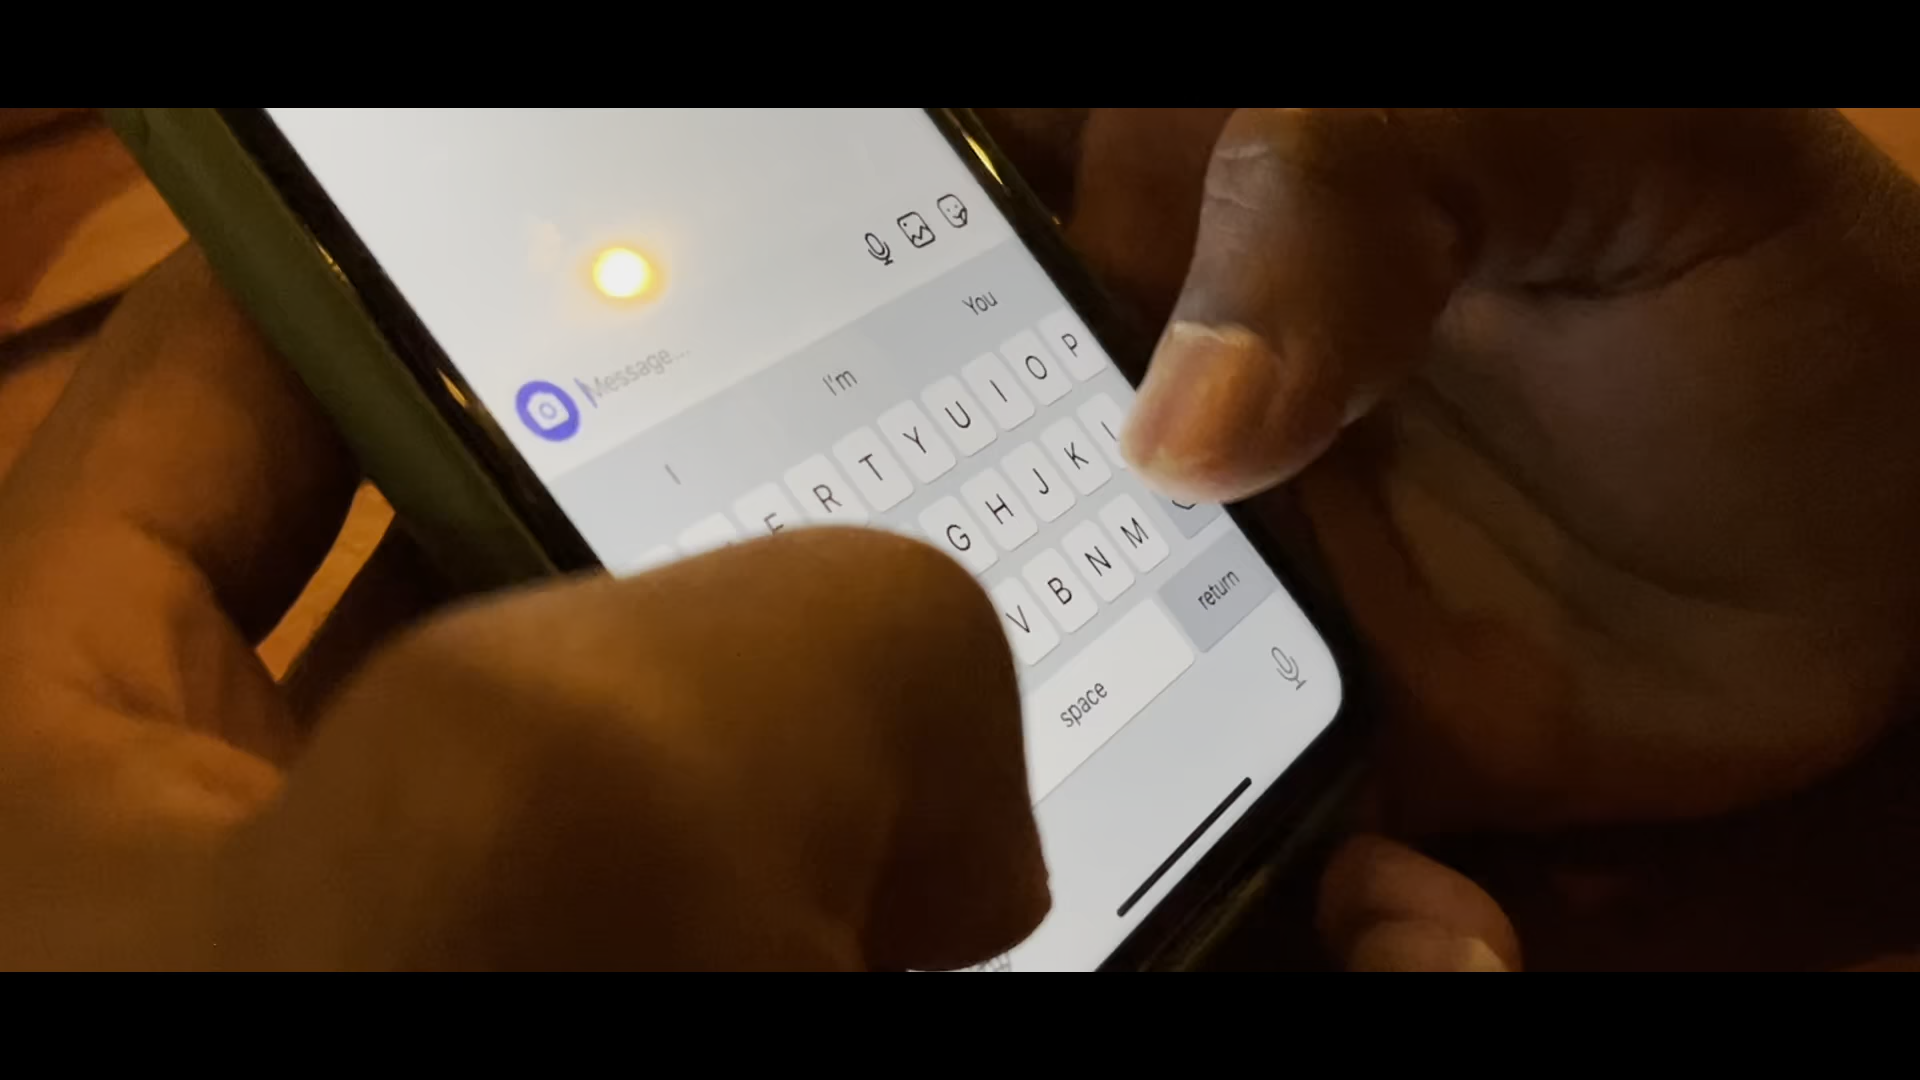 Message...
I I'm You
E R T Y U I O P
G H J K L
V B N M
space return